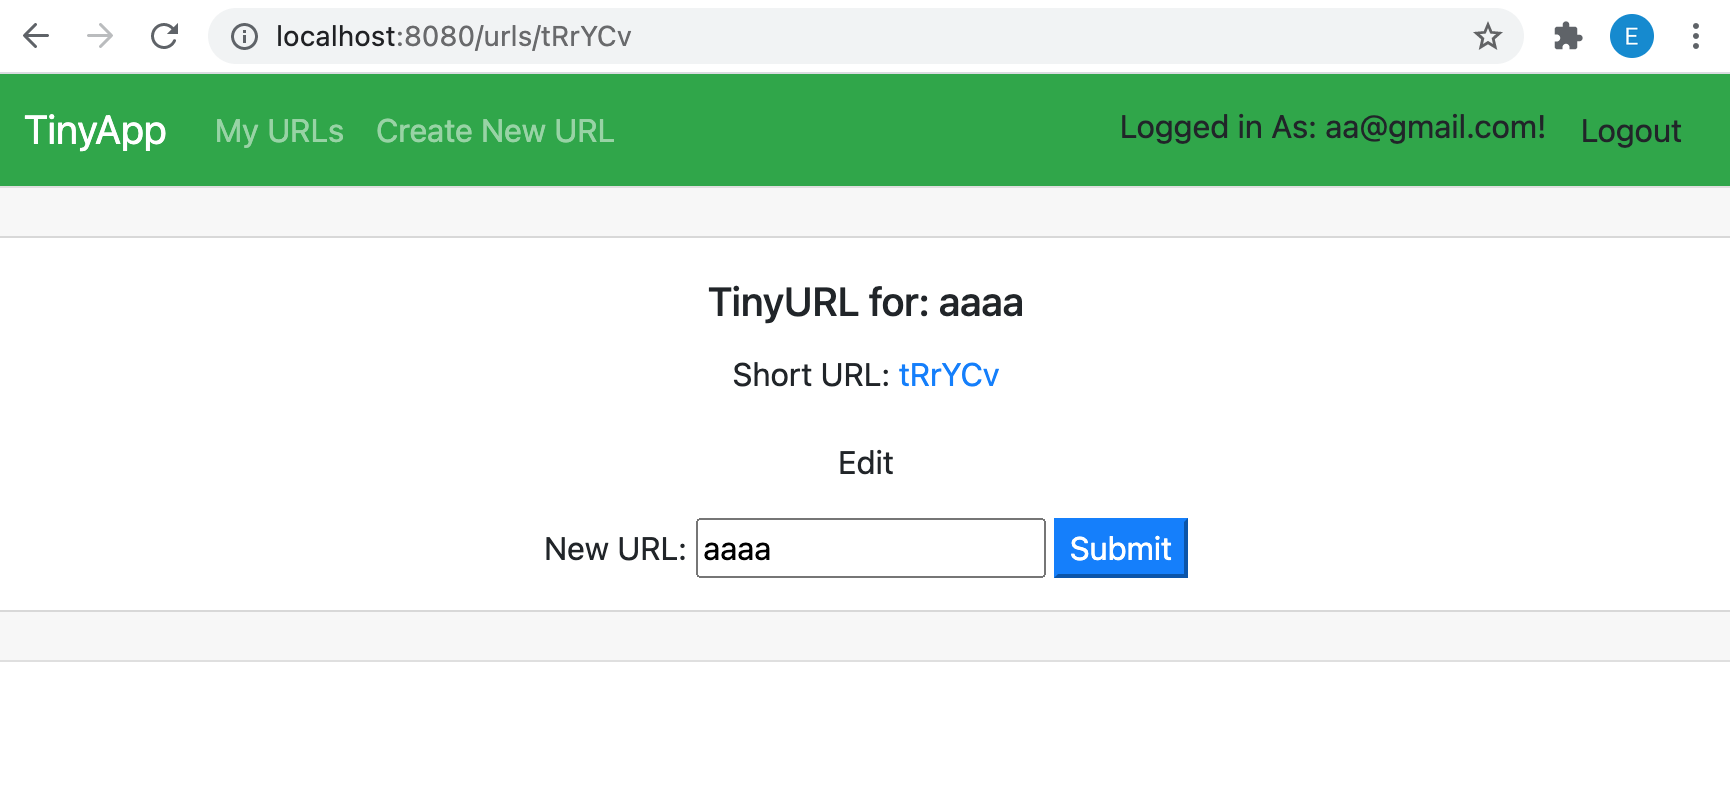 localhost:8080/urls/tRrYCv
E
TinyApp My URLs Create New URL Logged in As: aa@gmail.com! Logout
TinyURL for: aaaa
Short URL: tRrYCv
Edit
New URL: aaaa Submit